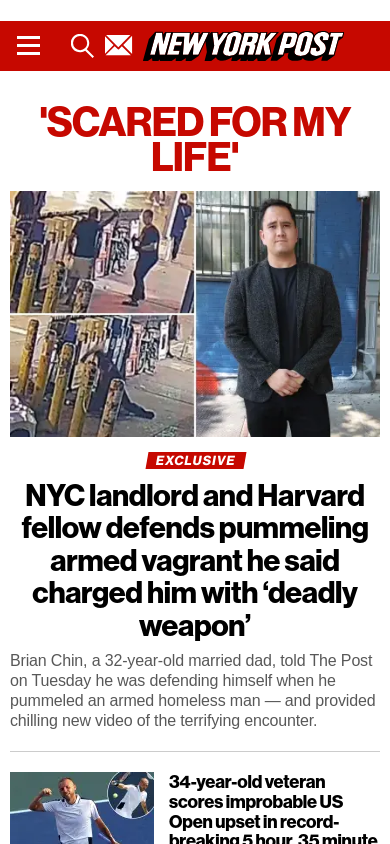 NEW YORK POST
'SCARED FOR MY
LIFE'
EXCLUSIVE
NYC landlord and Harvard
fellow defends pummeling
armed vagrant he said
charged him with ‘deadly
weapon’
Brian Chin, a 32-year-old married dad, told The Post
on Tuesday he was defending himself when he
pummeled an armed homeless man — and provided
chilling new video of the terrifying encounter.
34-year-old veteran
scores improbable US
Open upset in record-
breaking 5 hour, 35 minute